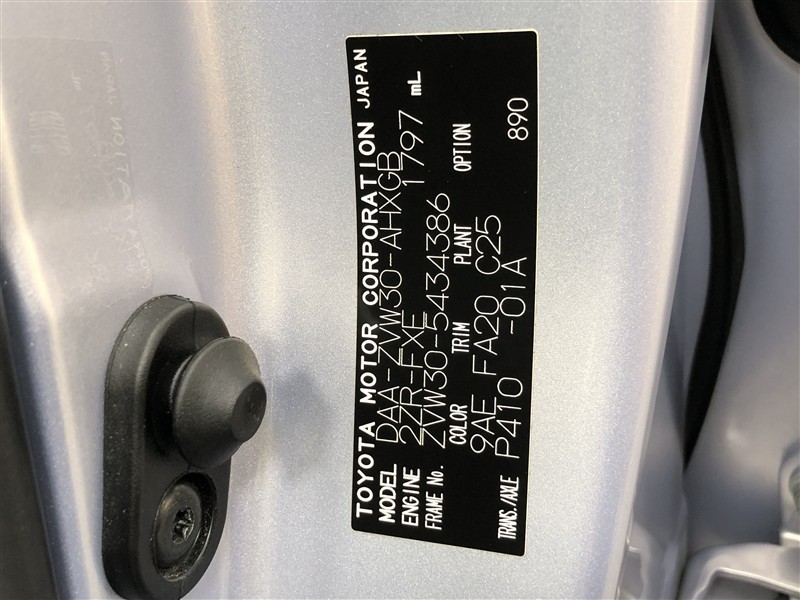 TOYOTA MOTOR CORPORATION JAPAN
MODEL DAA-ZVW30-AHXGB
ENGINE 2ZR-FXE 1797 mL
FRAME No. ZVW30-5434386
COLOR TRIM PLANT OPTION
9AE FA20 C25
TRANS./AXLE P410 -01A 890